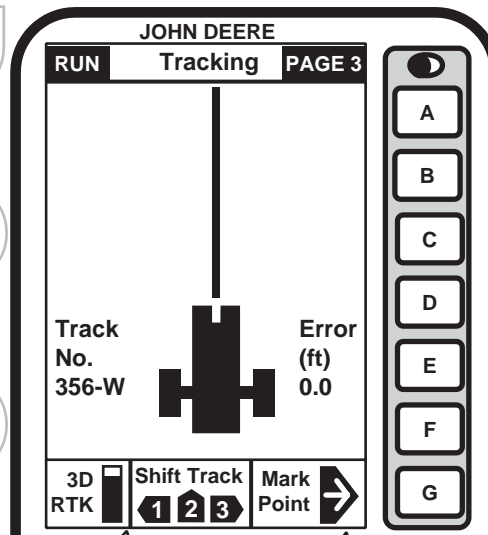 JOHN DEERE
RUN Tracking PAGE 3
A
B
C
D
E
F
G
Track
No.
356-W
Error
(ft)
0.0
3D
RTK
Shift Track
1 2 3
Mark
Point